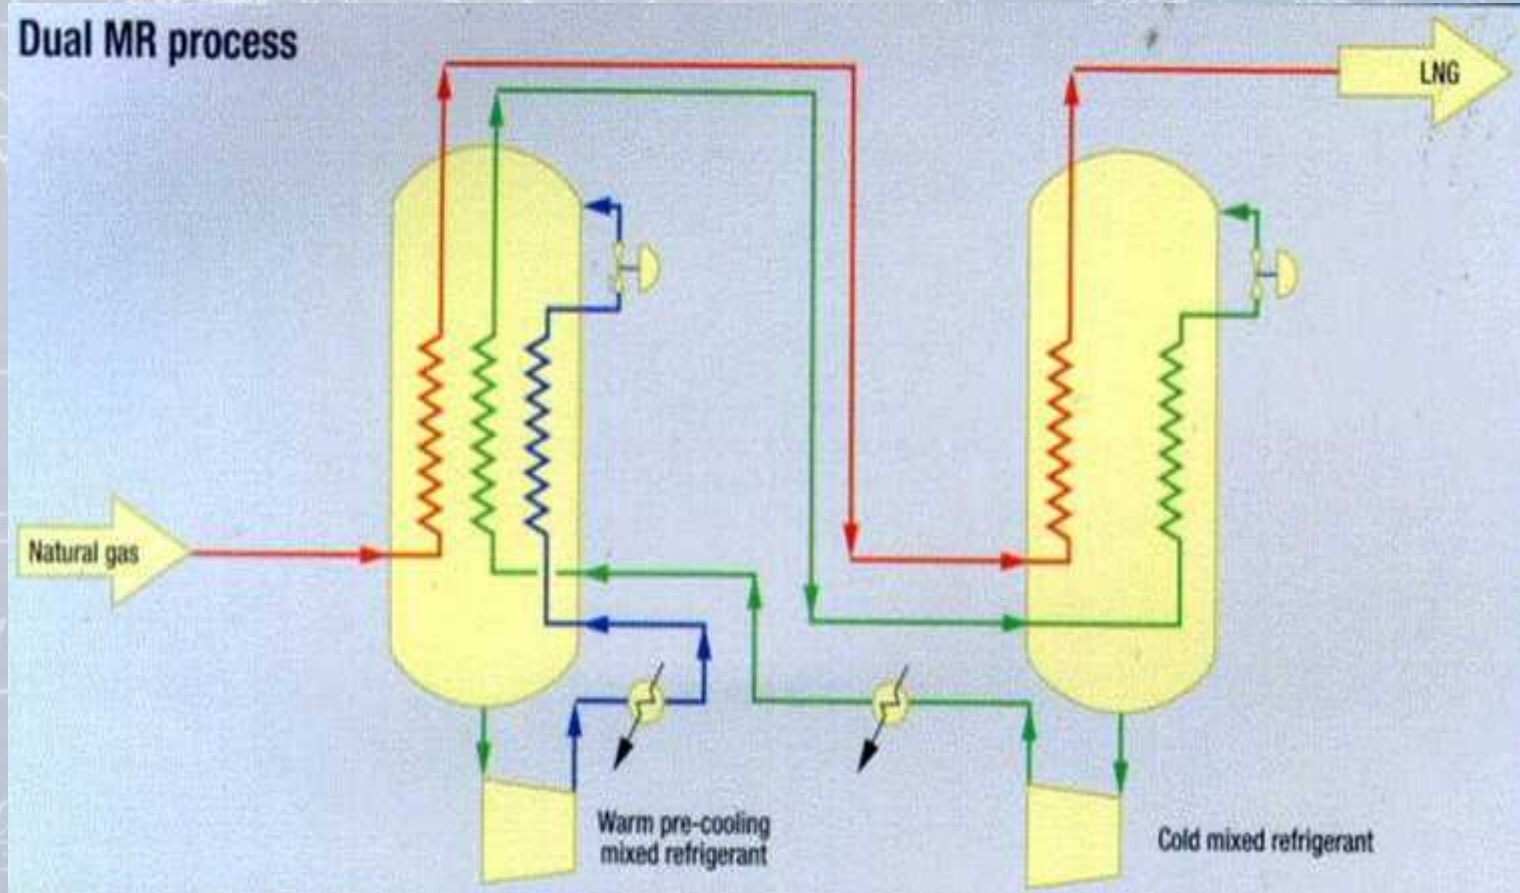 Dual MR process
LNG
Natural gas
Warm pre-cooling
mixed refrigerant
Cold mixed refrigerant